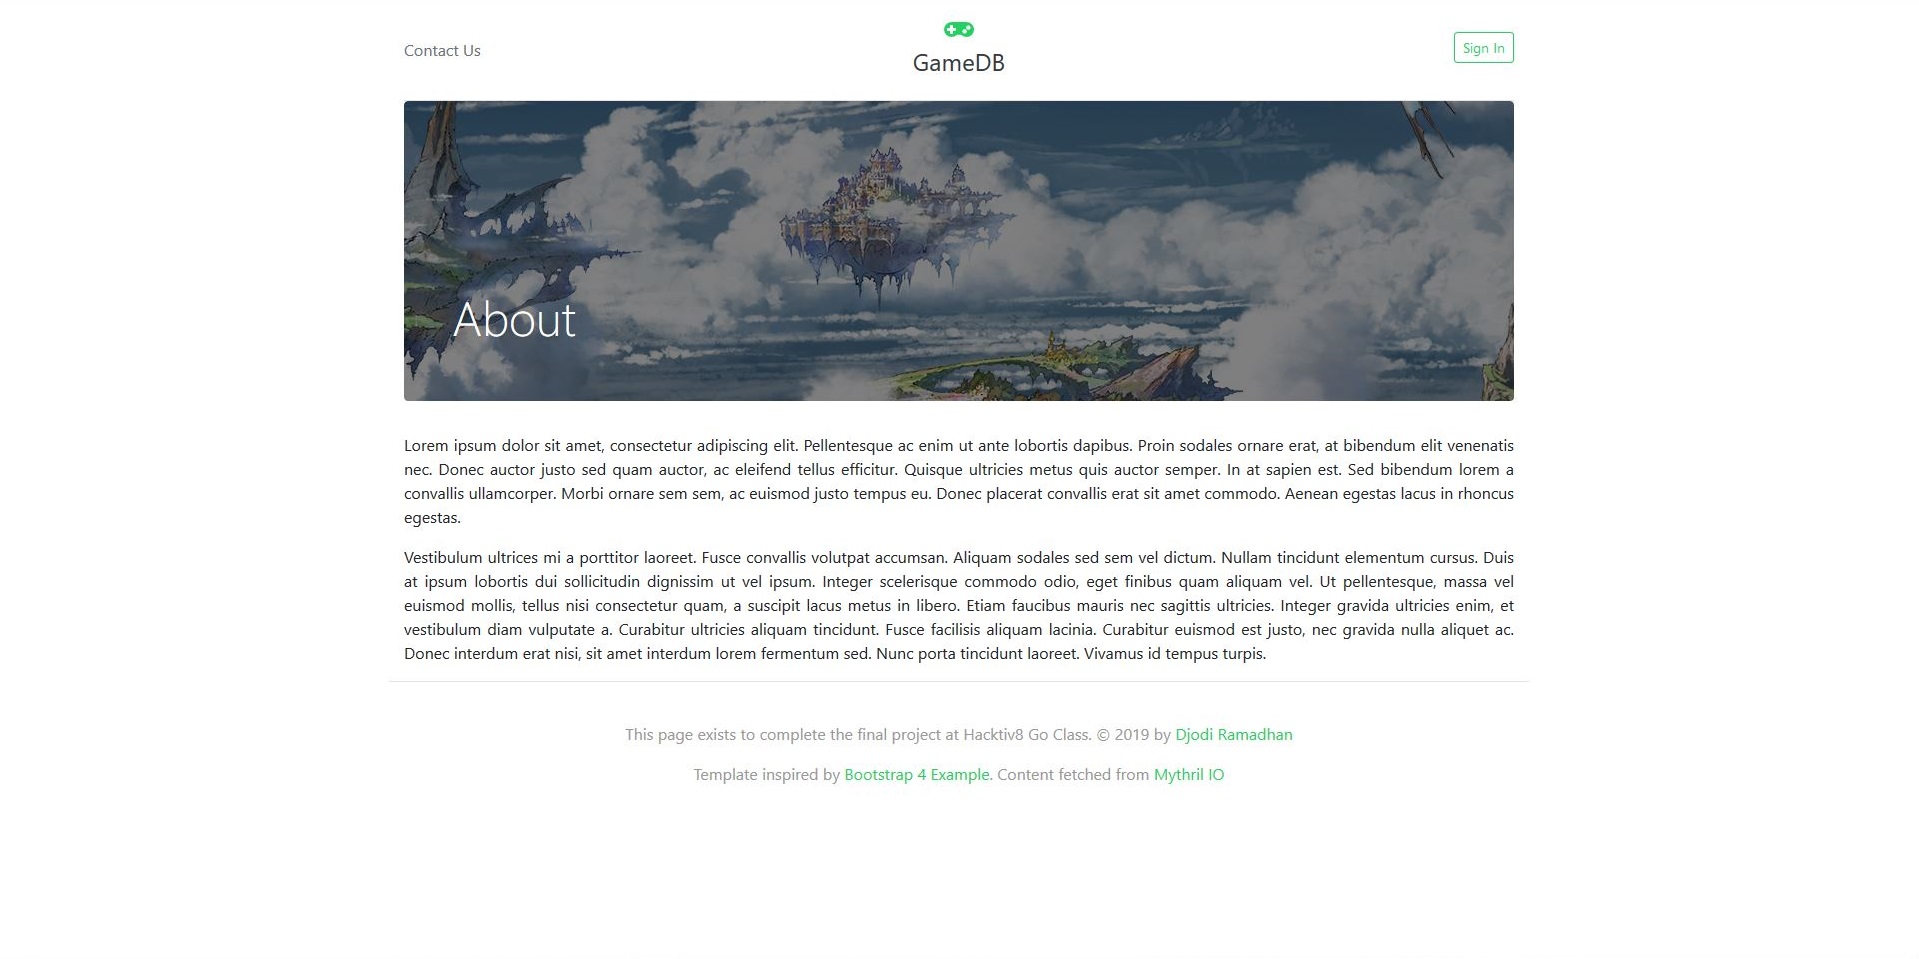 Contact Us
GameDB
Sign In
About
Lorem ipsum dolor sit amet, consectetur adipiscing elit. Pellentesque ac enim ut ante lobortis dapibus. Proin sodales ornare erat, at bibendum elit venenatis
nec. Donec auctor justo sed quam auctor, ac eleifend tellus efficitur. Quisque ultricies metus quis auctor semper. In at sapien est. Sed bibendum lorem a
convallis ullamcorper. Morbi ornare sem sem, ac euismod justo tempus eu. Donec placerat convallis erat sit amet commodo. Aenean egestas lacus in rhoncus
egestas.
Vestibulum ultrices mi a porttitor laoreet. Fusce convallis volutpat accumsan. Aliquam sodales sed sem vel dictum. Nullam tincidunt elementum cursus. Duis
at ipsum lobortis dui sollicitudin dignissim ut vel ipsum. Integer scelerisque commodo odio, eget finibus quam aliquam vel. Ut pellentesque, massa vel
euismod mollis, tellus nisi consectetur quam, a suscipit lacus metus in libero. Etiam faucibus mauris nec sagittis ultricies. Integer gravida ultricies enim, et
vestibulum diam vulputate a. Curabitur ultricies aliquam tincidunt. Fusce facilisis aliquam lacinia. Curabitur euismod est justo, nec gravida nulla aliquet ac.
Donec interdum erat nisi, sit amet interdum lorem fermentum sed. Nunc porta tincidunt laoreet. Vivamus id tempus turpis.
This page exists to complete the final project at Hacktiv8 Go Class. © 2019 by Djodi Ramadhan
Template inspired by Bootstrap 4 Example. Content fetched from Mythril IO